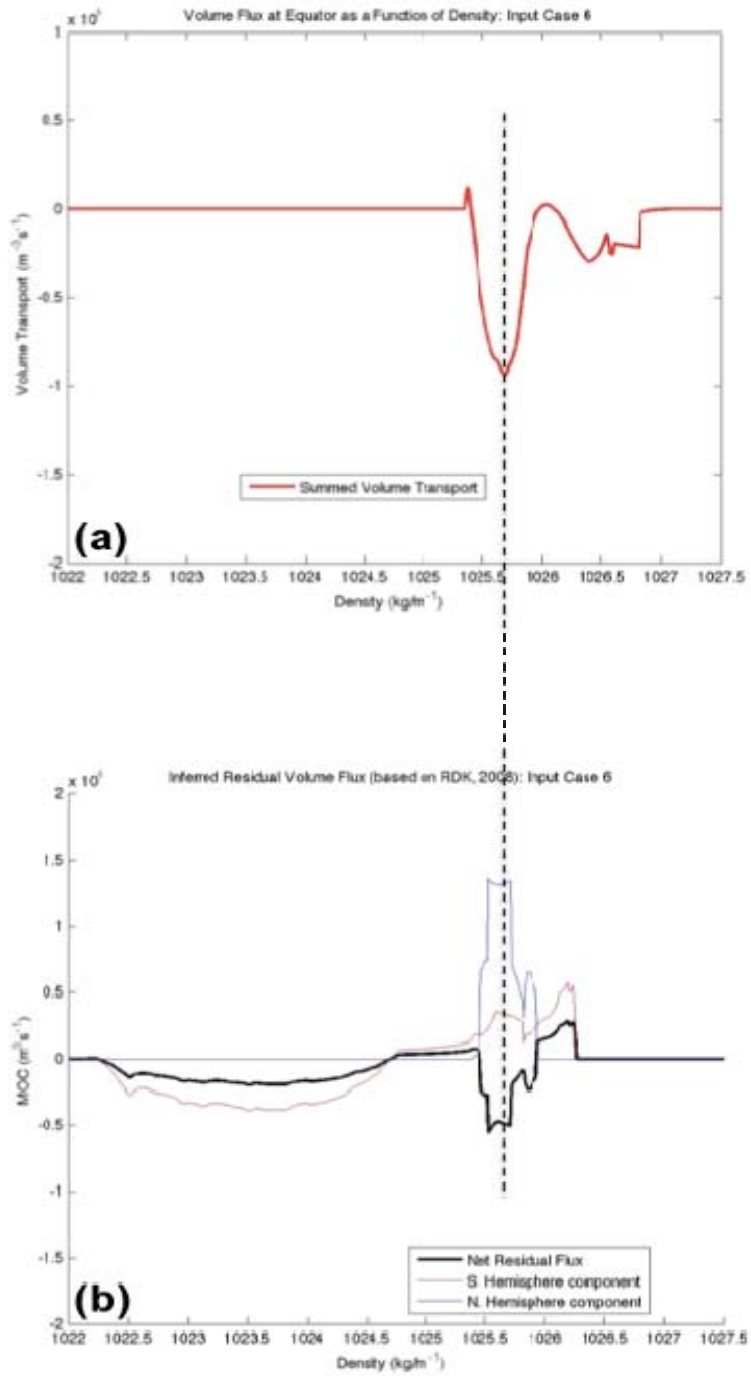 Volume Flux at Equator as a Function of Density: Input Case 6
1
0.5
0
-0.5
-1
-1.5
-2
Volume Transport (m⁻³s⁻¹)
Summed Volume Transport
(a)
1022 1022.5 1023 1023.5 1024 1024.5 1025 1025.5 1026 1026.5 1027 1027.5
Densty (kg/m⁻¹)
Inferred Residual Volume Flux (based on RDK, 2008): Input Case 6
2
1.5
1
0.5
0
-0.5
-1
-1.5
-2
MOC (m³s⁻¹)
Net Residual Flux
S. Hemisphere component
N. Hemisphere component
(b)
1022 1022.5 1023 1023.5 1024 1024.5 1025 1025.5 1026 1026.5 1027 1027.5
Density (kg/m⁻¹)